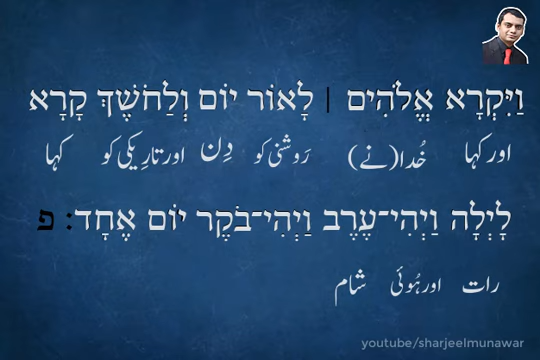 וַיִּקְרָא אֱלֹהִים | לָאוֹר יוֹם וְלַחֹשֶׁךְ קָרָא
اور کہا خُدا(نے) رَوشنی کو دِن اور تارِیکی کو کہا
לָיְלָה וַיְהִי־עֶרֶב וַיְהִי־בֹקֶר יוֹם אֶחָד: פ
رات اور ہُوئی شام
youtube/sharjeelmunawar